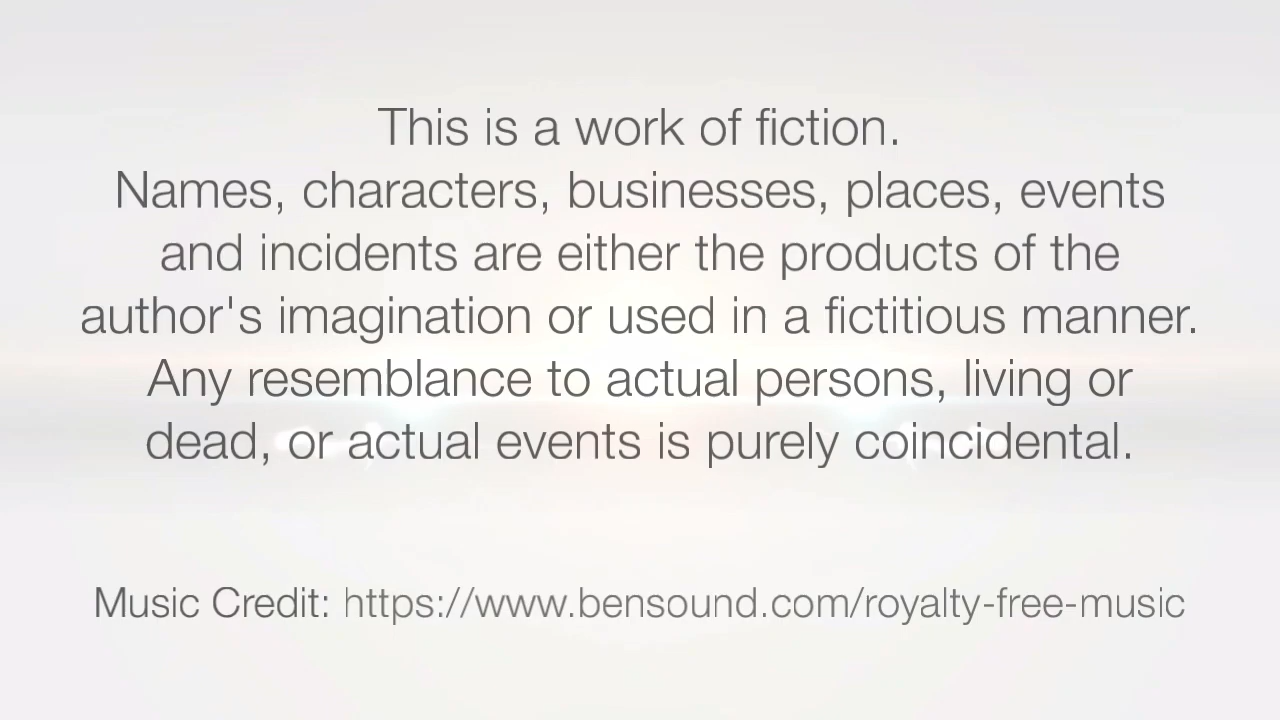 This is a work of fiction.
Names, characters, businesses, places, events
and incidents are either the products of the
author's imagination or used in a fictitious manner.
Any resemblance to actual persons, living or
dead, or actual events is purely coincidental.
Music Credit: https://www.bensound.com/royalty-free-music